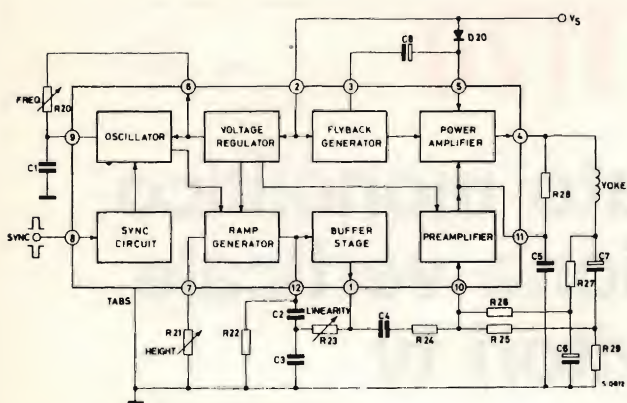 Vs
D20
C8
6
2
3
5
FREQ.
R20
9
OSCILLATOR
VOLTAGE
REGULATOR
FLYBACK
GENERATOR
POWER
AMPLIFIER
4
C1
R28
YOKE
SYNC
8
SYNC
CIRCUIT
RAMP
GENERATOR
BUFFER
STAGE
PREAMPLIFIER
11
C5
R27
C7
TABS
7
12
1
10
R21
HEIGHT
R22
C2
LINEARITY
R23
C3
C4
R24
R26
R25
C6
R29